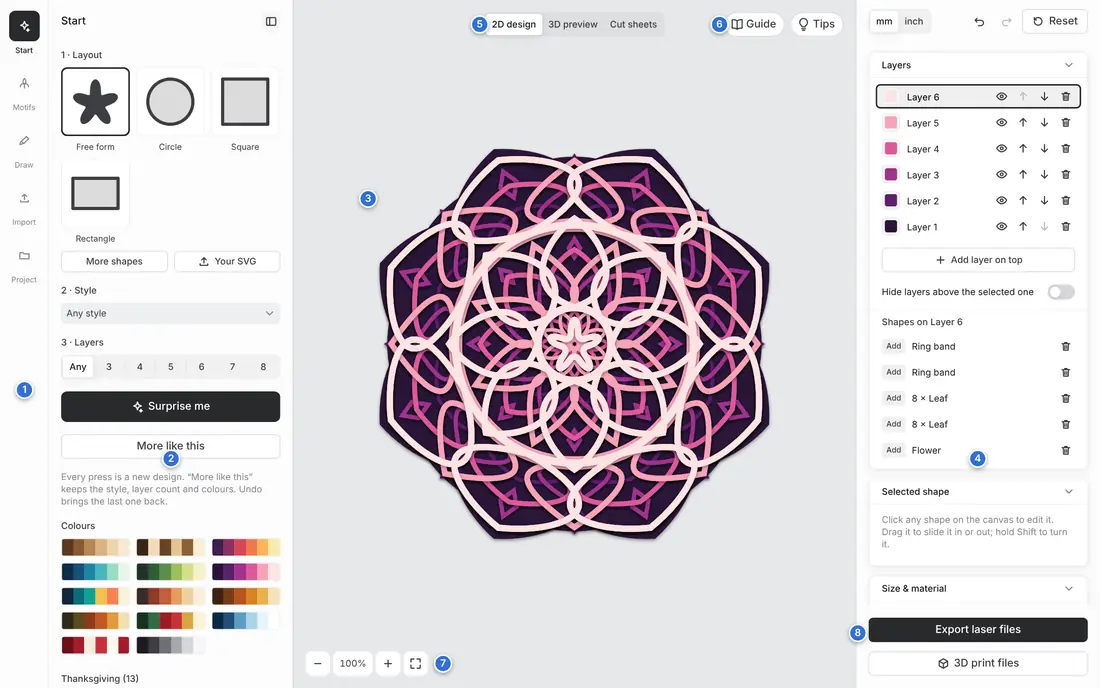 Start
Motifs
Draw
Import
Project
1
Start
1 · Layout
Free form
Circle
Square
Rectangle
More shapes
Your SVG
2 · Style
Any style
3 · Layers
Any 3 4 5 6 7 8
Surprise me
More like this
2
Every press is a new design. “More like this”
keeps the style, layer count and colours. Undo
brings the last one back.
Colours
Thanksgiving (13)
5 2D design 3D preview Cut sheets
6 Guide Tips
3
100%
7
mm inch Reset
Layers
Layer 6
Layer 5
Layer 4
Layer 3
Layer 2
Layer 1
Add layer on top
Hide layers above the selected one
Shapes on Layer 6
Add Ring band
Add Ring band
Add 8 × Leaf
Add 8 × Leaf
Add Flower
4
Selected shape
Click any shape on the canvas to edit it.
Drag it to slide it in or out; hold Shift to turn
it.
Size & material
8 Export laser files
3D print files